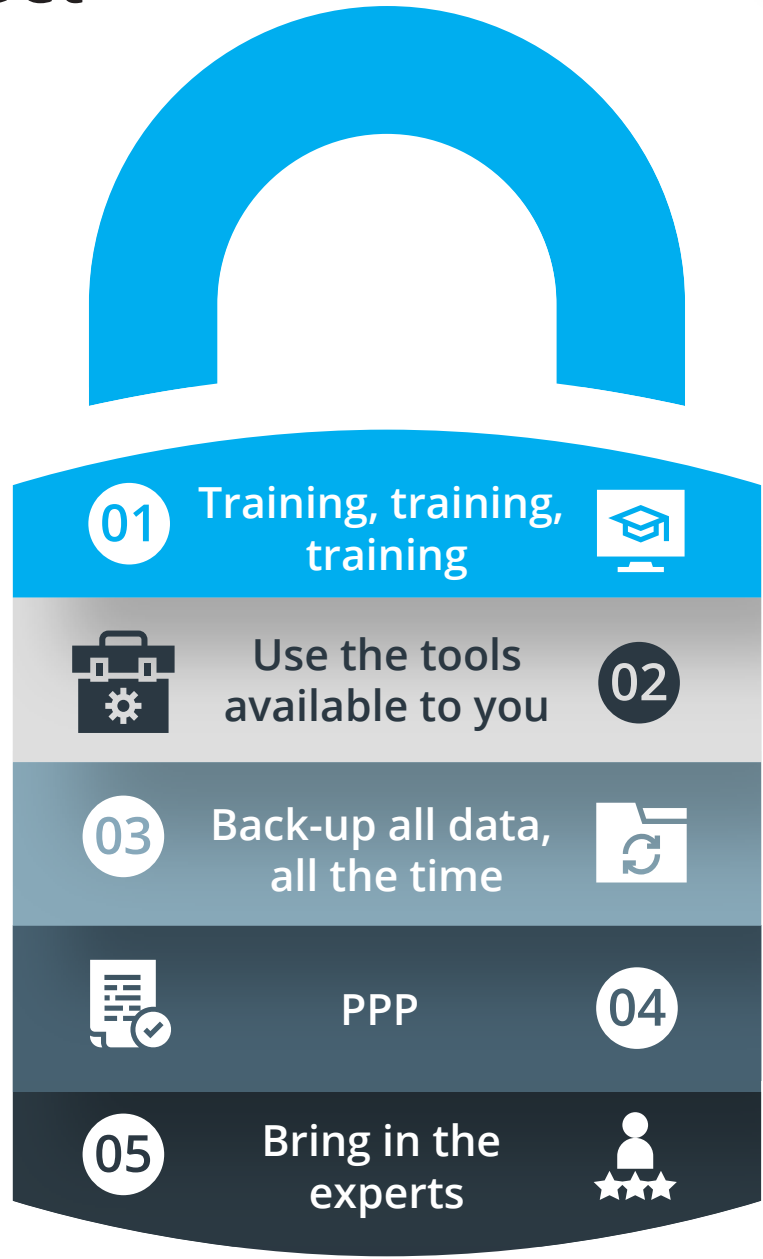 01
Training, training,
training
Use the tools
available to you
02
03
Back-up all data,
all the time
PPP
04
05
Bring in the
experts